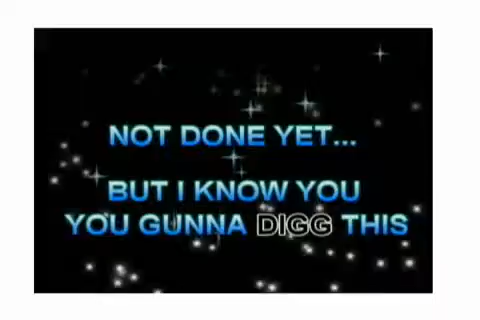 NOT DONE YET...
BUT I KNOW YOU
YOU GUNNA DIGG THIS